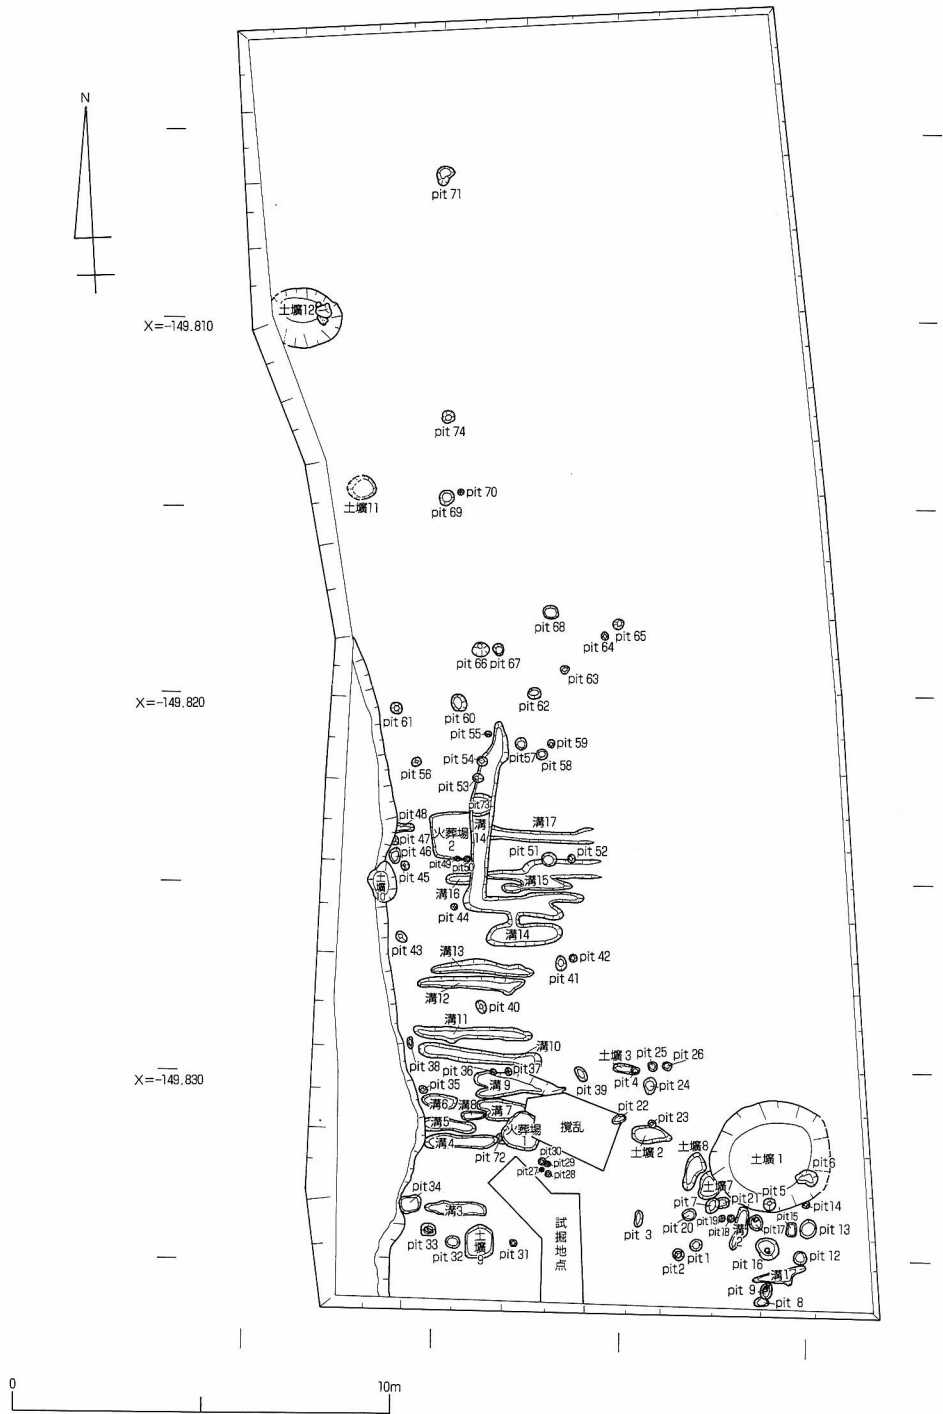 N
pit 71
土壙12
X=-149.810
pit 74
pit 70
pit 69
土壙11
pit 68
pit 65
pit 64
pit 66
pit 67
pit 63
pit 62
X=-149.820
pit 61
pit 60
pit 55
pit 59
pit57
pit 58
pit 54
pit 56
pit 53
pit73
pit48
溝17
火葬場
2
溝
14
pit 47
pit 46
pit 51
pit 52
pit49
pit50
pit 45
土
壙
10
溝15
溝16
pit 44
溝14
pit 43
溝13
pit 42
pit 41
溝12
pit 40
溝11
溝10
pit 38
pit 36
pit37
pit 39
土壙 3
pit 25
pit 26
pit 4
pit 24
X=-149.830
pit 35
溝 9
溝6
溝8
溝 7
pit 22
pit 23
溝5
火葬場
1
撹乱
溝4
土壙 2
pit 72
土壙8
土壙 1
pit30
pit29
pit27
pit28
pit6
土壙7
pit 34
pit 7
pit21
pit 5
pit 14
溝3
pit 3
pit 20
pit19
pit18
溝2
pit17
pit15
pit 13
pit 33
pit 32
土
壙
9
pit 31
試掘地点
pit2
pit1
pit 16
pit 12
溝1
pit 9
pit 8
0
10m